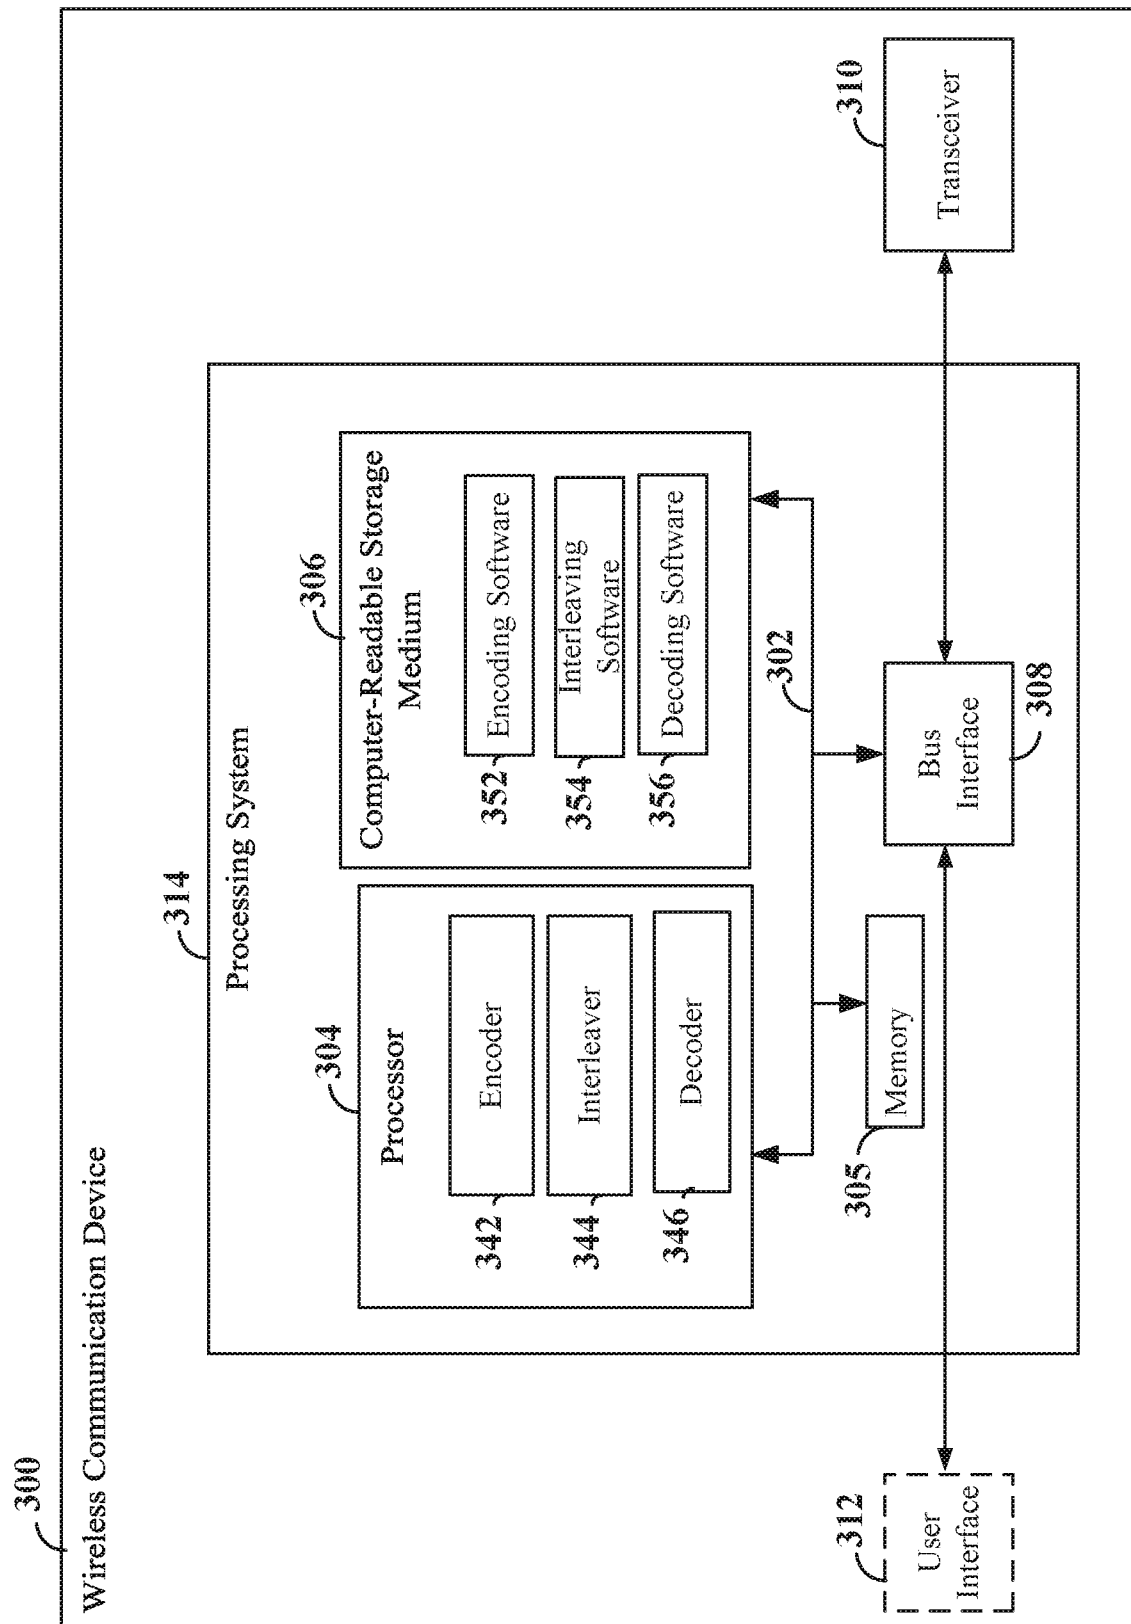 300
Wireless Communication Device
314
Processing System
304
Processor
342
Encoder
344
Interleaver
346
Decoder
306
Computer-Readable Storage
Medium
352
Encoding Software
354
Interleaving
Software
356
Decoding Software
302
305
Memory
312
User
Interface
Bus
Interface
308
310
Transceiver